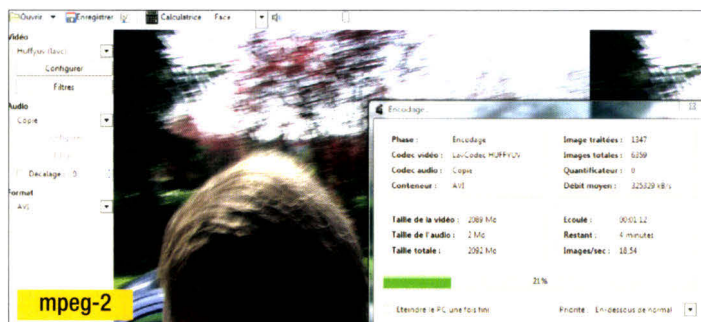 Ouvrir Enregistrer Calculatrice Face
Vidéo
Huffyuv (lavc)
Configurer
Filtres
Audio
Copie
Configurer
Filtres
Décalage : 0
Format
AVI
Encodage...
Phase : Encodage
Codec vidéo : LavCodec HUFFYUV
Codec audio : Copie
Conteneur : AVI
Image traitées : 1347
Images totales : 6359
Quantificateur : 0
Débit moyen : 325329 kB/s
Taille de la vidéo : 2089 Mo
Taille de l'audio : 2 Mo
Taille totale : 2092 Mo
Ecoulé : 00:01:12
Restant : 4 minutes
Images/sec : 18.54
21%
Eteindre le PC une fois fini
Priorité : En-dessous de normal
mpeg-2